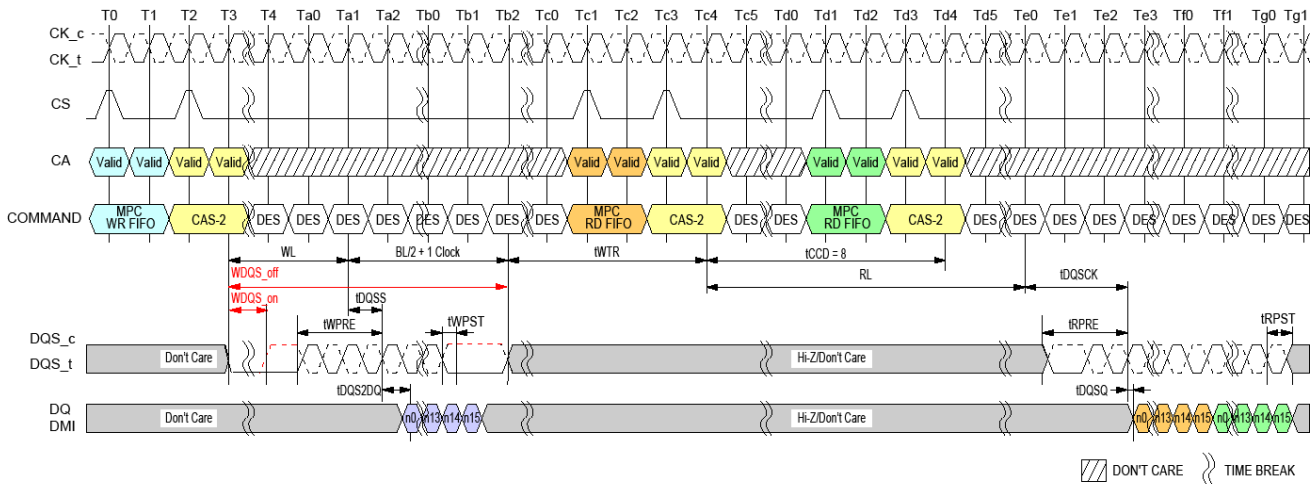 T0 T1 T2 T3 T4 Ta0 Ta1 Ta2 Tb0 Tb1 Tb2 Tc0 Tc1 Tc2 Tc3 Tc4 Tc5 Td0 Td1 Td2 Td3 Td4 Td5 Te0 Te1 Te2 Te3 Tf0 Tf1 Tg0 Tg1
CK_c
CK_t
CS
CA Valid Valid Valid Valid Valid Valid Valid Valid Valid Valid Valid Valid
COMMAND MPC WR FIFO CAS-2 DES DES DES DES DES DES DES DES MPC RD FIFO CAS-2 DES DES MPC RD FIFO CAS-2 DES DES DES DES DES DES DES DES DES
WL BL/2 + 1 Clock tWTR tCCD = 8
WDQS_off RL tDQSCK
WDQS_on tDQSS
tWPRE tWPST tRPRE tRPST
DQS_c
DQS_t Don't Care Hi-Z/Don't Care
tDQS2DQ tDQSQ
DQ
DMI Don't Care n0 n13 n14 n15 Hi-Z/Don't Care n0 n13 n14 n15 n0 n13 n14 n15
DON'T CARE TIME BREAK